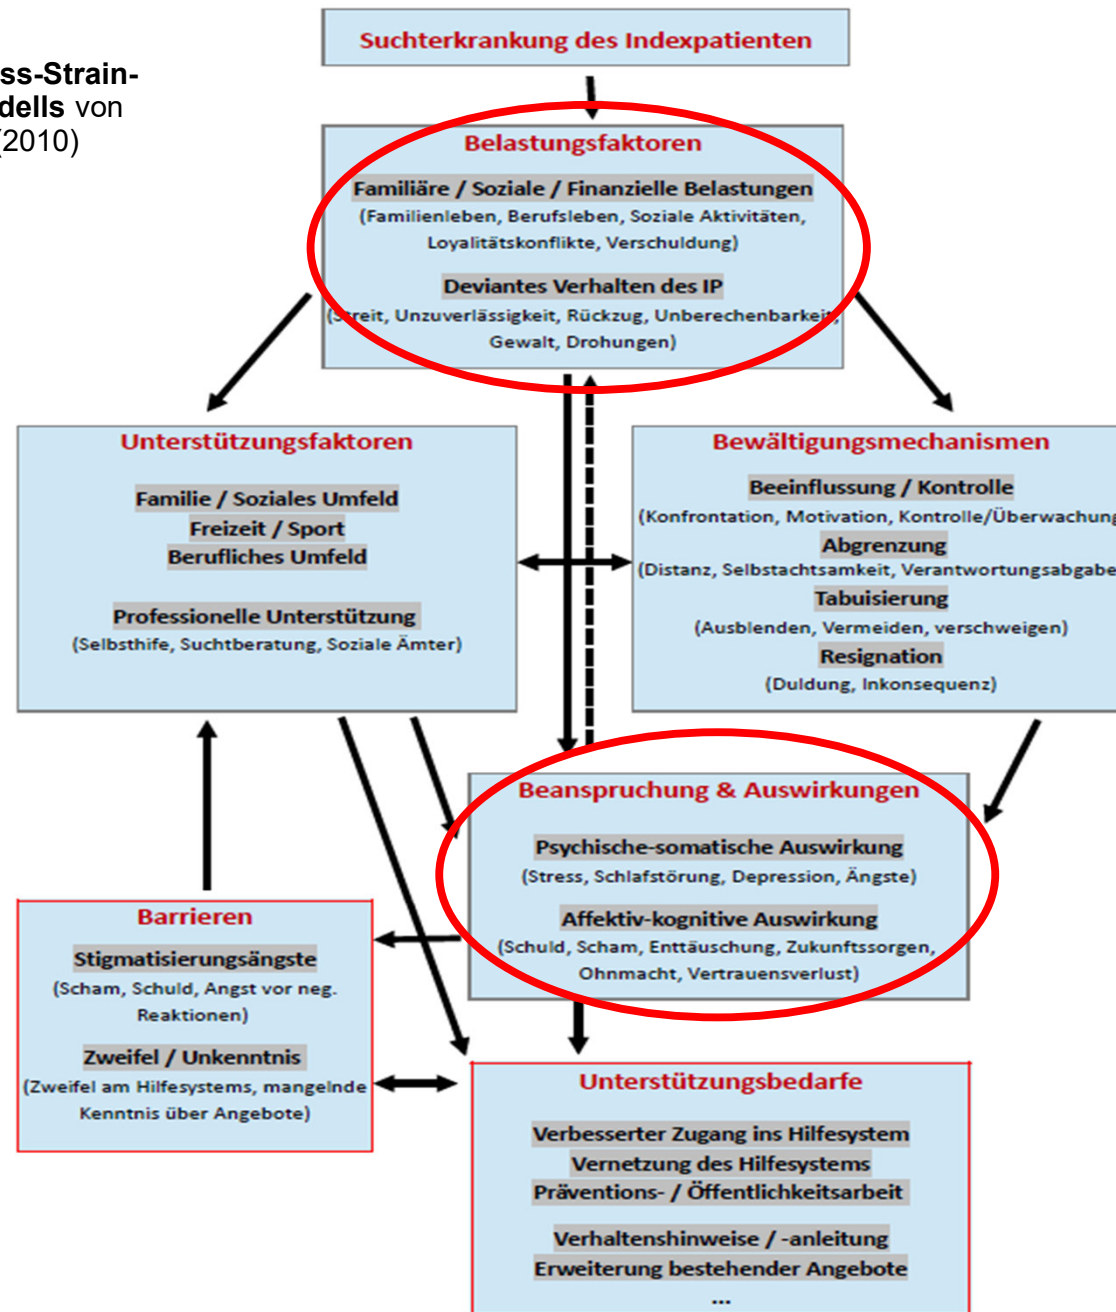 Suchterkrankung des Indexpatienten
ss-Strain-
dells von
(2010)
Belastungsfaktoren
Familiäre / Soziale / Finanzielle Belastungen
(Familienleben, Berufsleben, Soziale Aktivitäten,
Loyalitätskonflikte, Verschuldung)
Deviantes Verhalten des IP
(Streit, Unzuverlässigkeit, Rückzug, Unberechenbarkeit,
Gewalt, Drohungen)
Unterstützungsfaktoren
Familie / Soziales Umfeld
Freizeit / Sport
Berufliches Umfeld
Professionelle Unterstützung
(Selbsthife, Suchtberatung, Soziale Ämter)
Bewältigungsmechanismen
Beeinflussung / Kontrolle
(Konfrontation, Motivation, Kontrolle/Überwachung
Abgrenzung
(Distanz, Selbstachtsamkeit, Verantwortungsabgabe
Tabuisierung
(Ausblenden, Vermeiden, verschweigen)
Resignation
(Duldung, Inkonsequenz)
Beanspruchung & Auswirkungen
Psychische-somatische Auswirkung
(Stress, Schlafstörung, Depression, Ängste)
Affektiv-kognitive Auswirkung
(Schuld, Scham, Enttäuschung, Zukunftssorgen,
Ohnmacht, Vertrauensverlust)
Barrieren
Stigmatisierungsängste
(Scham, Schuld, Angst vor neg.
Reaktionen)
Zweifel / Unkenntnis
(Zweifel am Hilfesystems, mangelnde
Kenntnis über Angebote)
Unterstützungsbedarfe
Verbesserter Zugang ins Hilfesystem
Vernetzung des Hilfesystems
Präventions- / Öffentlichkeitsarbeit
Verhaltenshinweise / -anleitung
Erweiterung bestehender Angebote
...